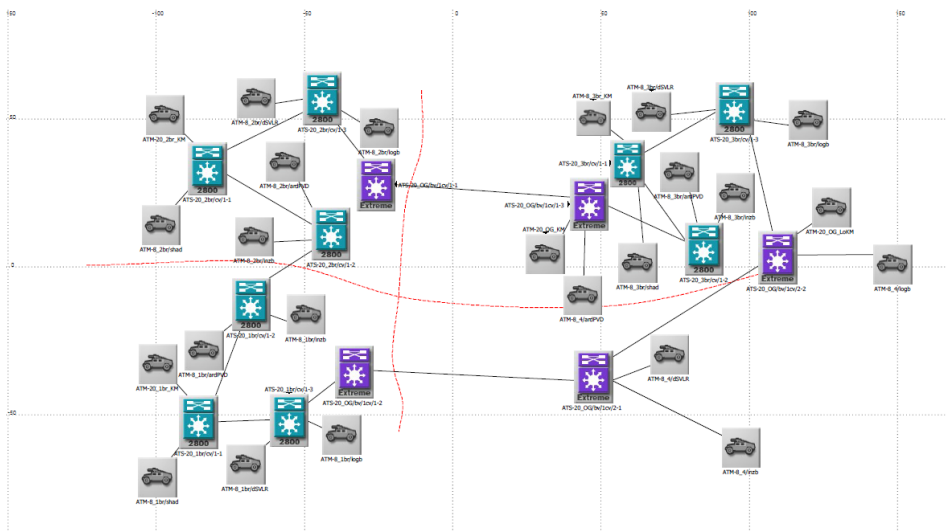 -100
-50
0
50
100
50
ATM-20_2br_KM
ATM-8_2br/dSVLR
2800
ATS-20_2br/cv/1-3
ATM-8_2br/logb
ATM-8_2br/ardPVD
2800
ATS-20_2br/cv/1-1
Extreme
ATS-20_OG/bv/1cv/1-1
ATM-8_2br/shad
ATM-8_2br/inzb
2800
ATS-20_2br/cv/1-2
ATM-8_3br_KM
ATM-8_3br/dSVLR
2800
ATS-20_3br/cv/1-3
ATM-8_3br/logb
ATS-20_3br/cv/1-1
2800
ATM-8_3br/ardPVD
ATS-20_OG/bv/1cv/1-3
Extreme
ATM-8_3br/inzb
ATM-20_OG_KM
ATM-20_OG_LoKM
2800
ATS-20_3br/cv/1-2
ATM-8_3br/shad
Extreme
ATS-20_OG/bv/1cv/2-2
ATM-8_4/logb
ATM-8_4/ardPVD
0
2800
ATS-20_1br/cv/1-2
ATM-8_1br/inzb
ATM-8_1br/ardPVD
ATM-20_1br_KM
ATS-20_1br/cv/1-3
Extreme
ATS-20_OG/bv/1cv/1-2
ATM-8_4/dSVLR
Extreme
ATS-20_OG/bv/1cv/2-1
2800
ATS-20_1br/cv/1-1
2800
ATM-8_1br/logb
ATM-8_1br/dSVLR
ATM-8_1br/shad
ATM-8_4/inzb